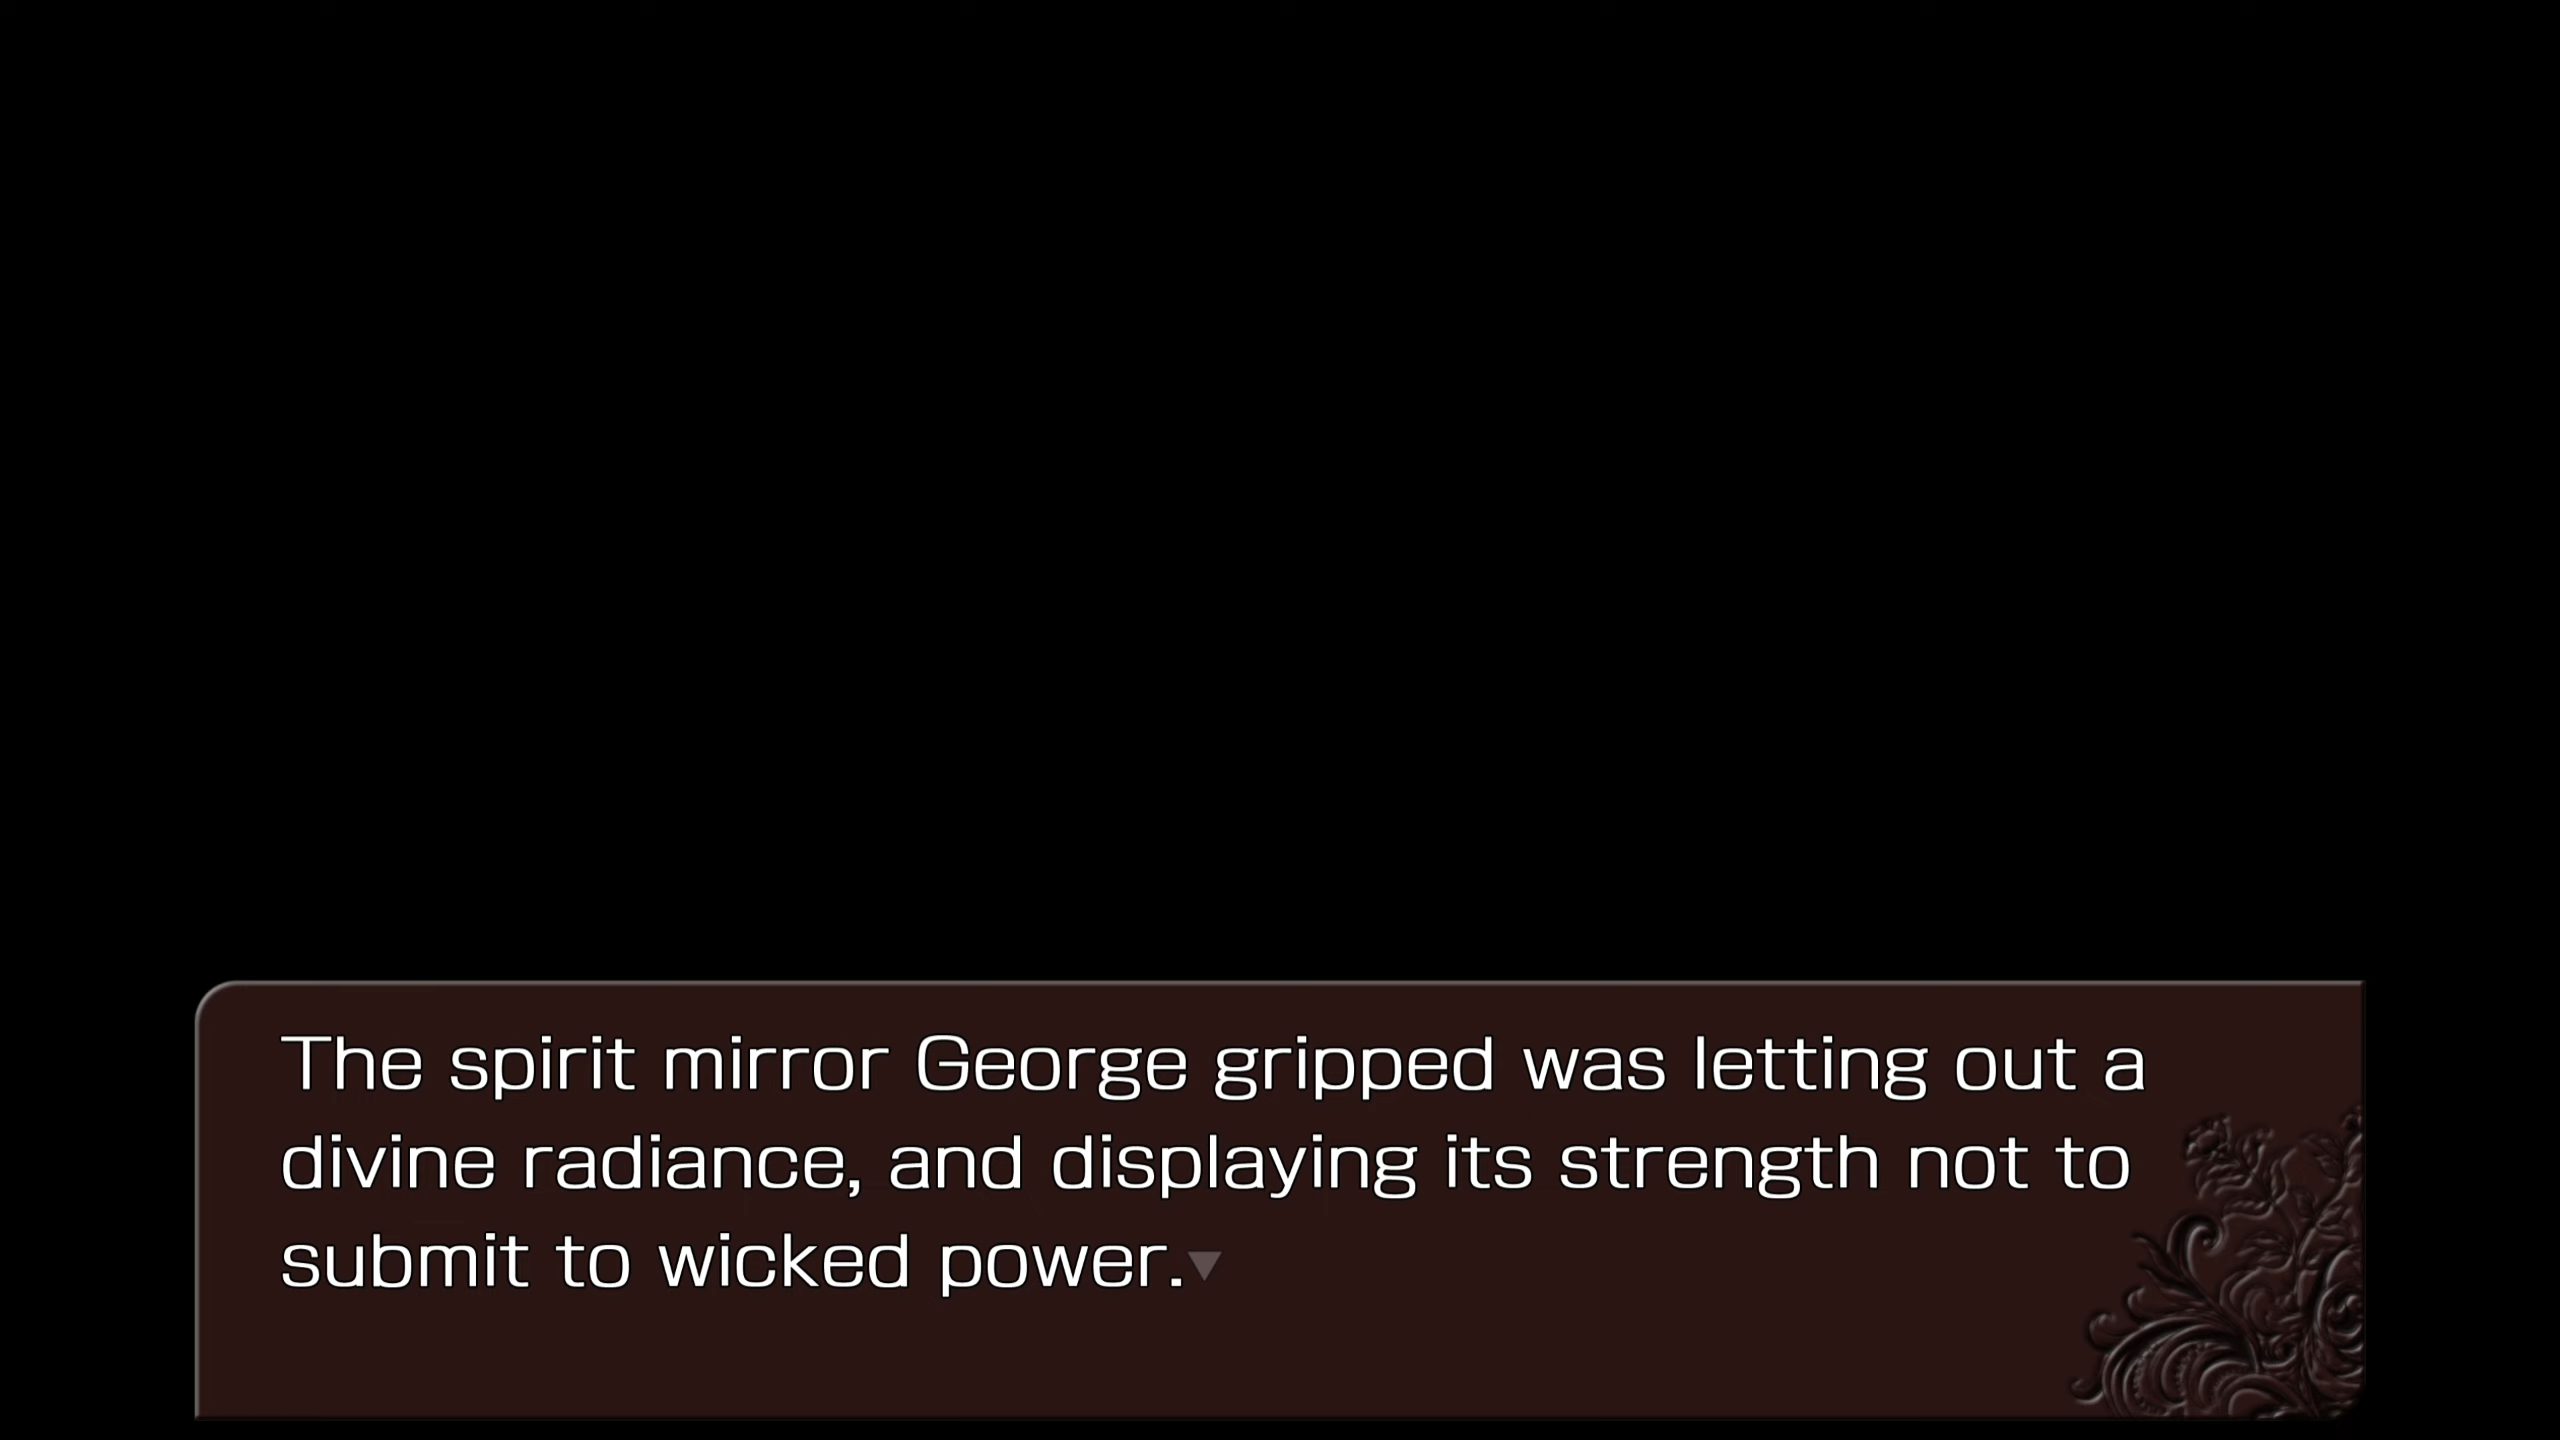 The spirit mirror George gripped was letting out a
divine radiance, and displaying its strength not to
submit to wicked power.